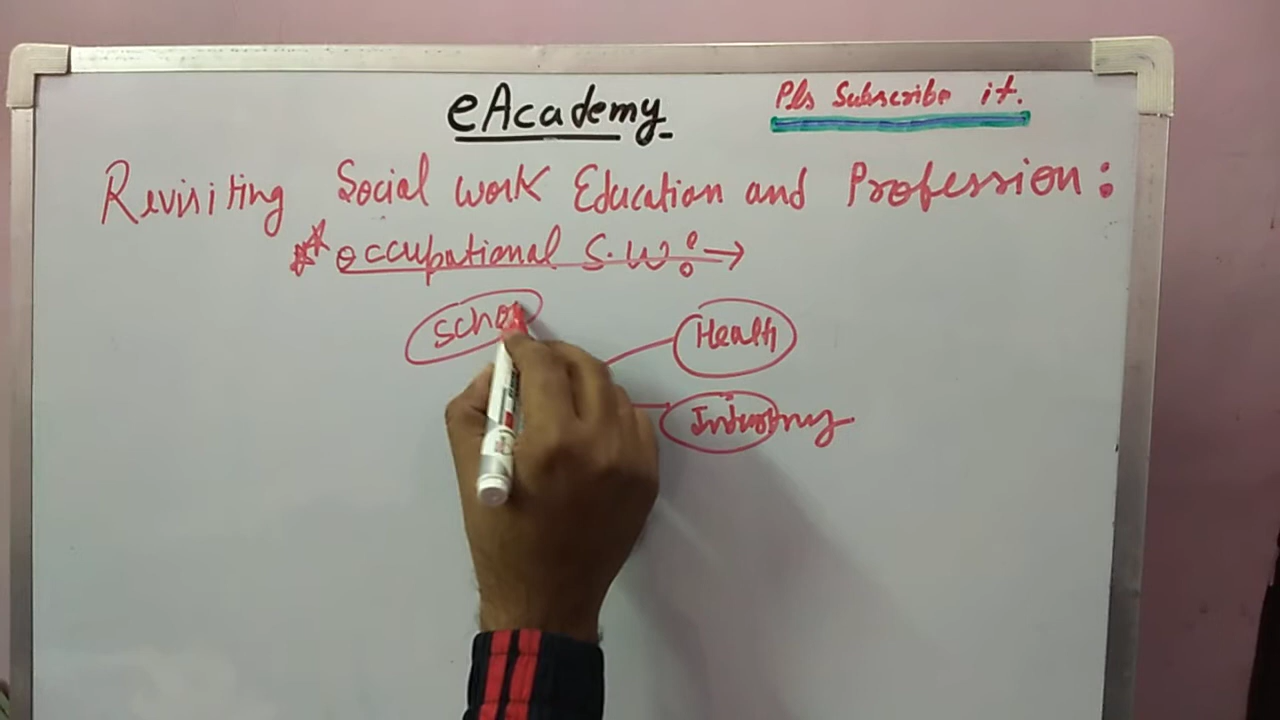 eAcademy
Pls Subscribe it.
Revisiting Social work Education and Profession:
occupational S.W:
Health
Industry